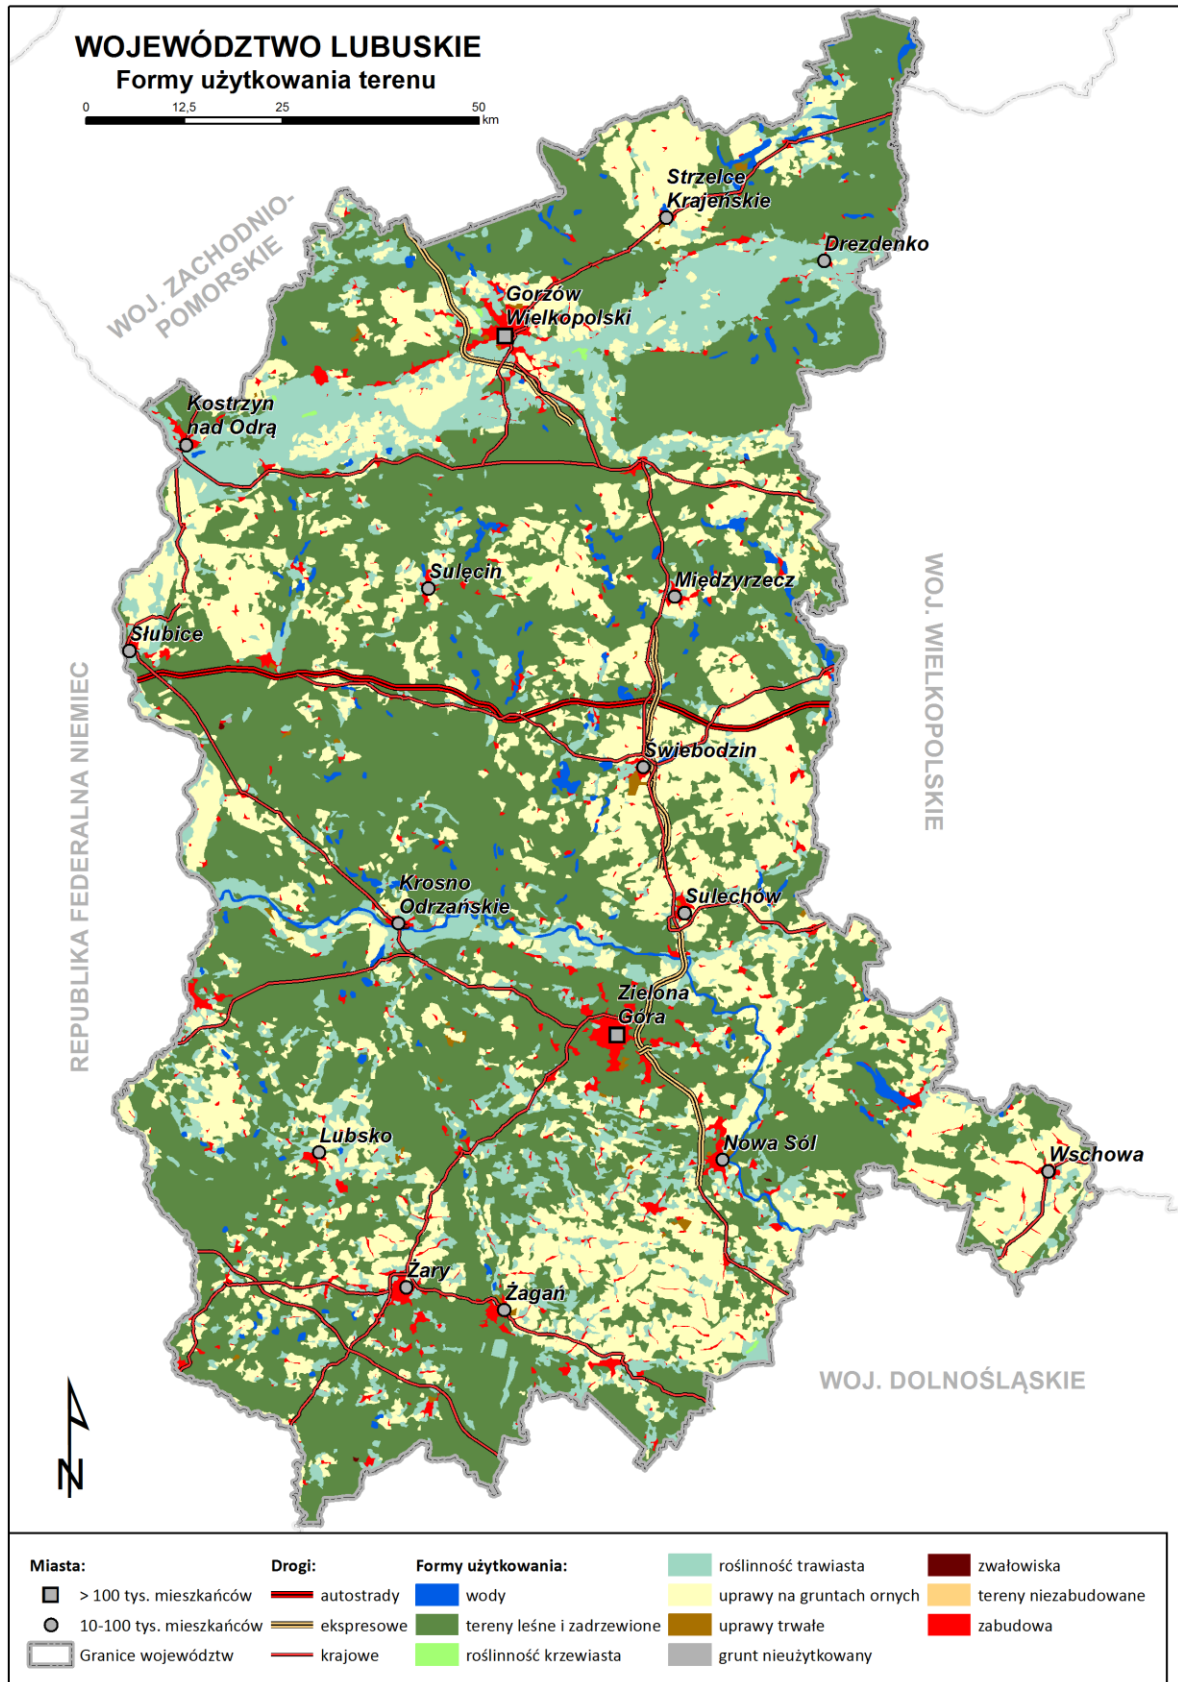 WOJEWÓDZTWO LUBUSKIE
Formy użytkowania terenu
0 12,5 25 50
km
WOJ. ZACHODNIO-
POMORSKIE
Strzelce
Krajeńskie
Drezdenko
Gorzów
Wielkopolski
Kostrzyn
nad Odrą
Sulęcin
Międzyrzecz
Słubice
WOJ. WIELKOPOLSKIE
REPUBLIKA FEDERALNA NIEMIEC
Świebodzin
Krosno
Odrzańskie
Sulechów
Zielona
Góra
Lubsko
Nowa Sól
Wschowa
Żary
Żagań
WOJ. DOLNOŚLĄSKIE
N
Miasta:
> 100 tys. mieszkańców
10-100 tys. mieszkańców
Granice województw
Drogi:
autostrady
ekspresowe
krajowe
Formy użytkowania:
wody
tereny leśne i zadrzewione
roślinność krzewiasta
roślinność trawiasta
uprawy na gruntach ornych
uprawy trwałe
grunt nieużytkowany
zwałowiska
tereny niezabudowane
zabudowa